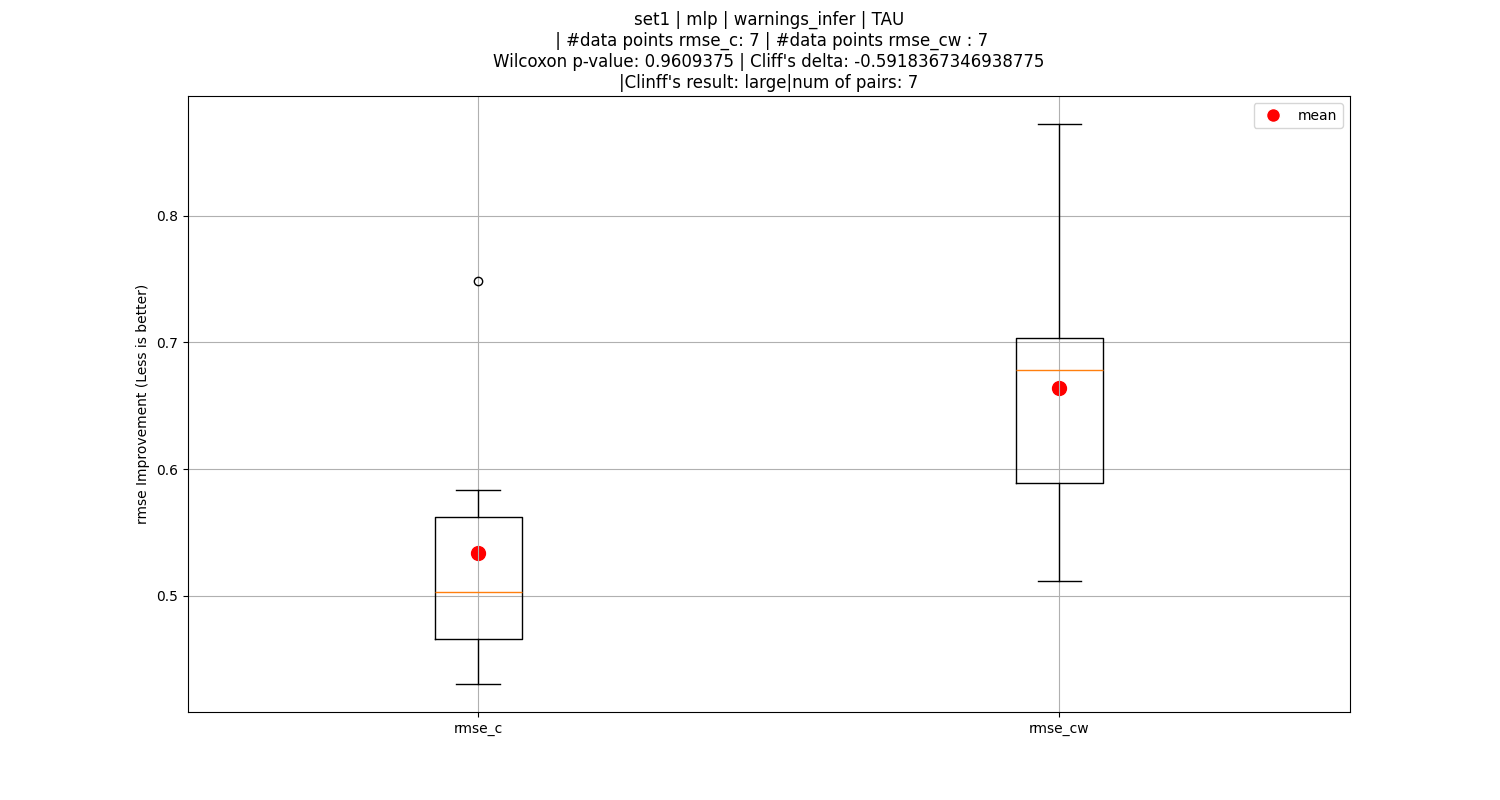 set1 | mlp | warnings_infer | TAU
| #data points rmse_c: 7 | #data points rmse_cw : 7
Wilcoxon p-value: 0.9609375 | Cliff's delta: -0.5918367346938775
|Clinff's result: large|num of pairs: 7
mean
rmse Improvement (Less is better)
0.8
0.7
0.6
0.5
rmse_c
rmse_cw